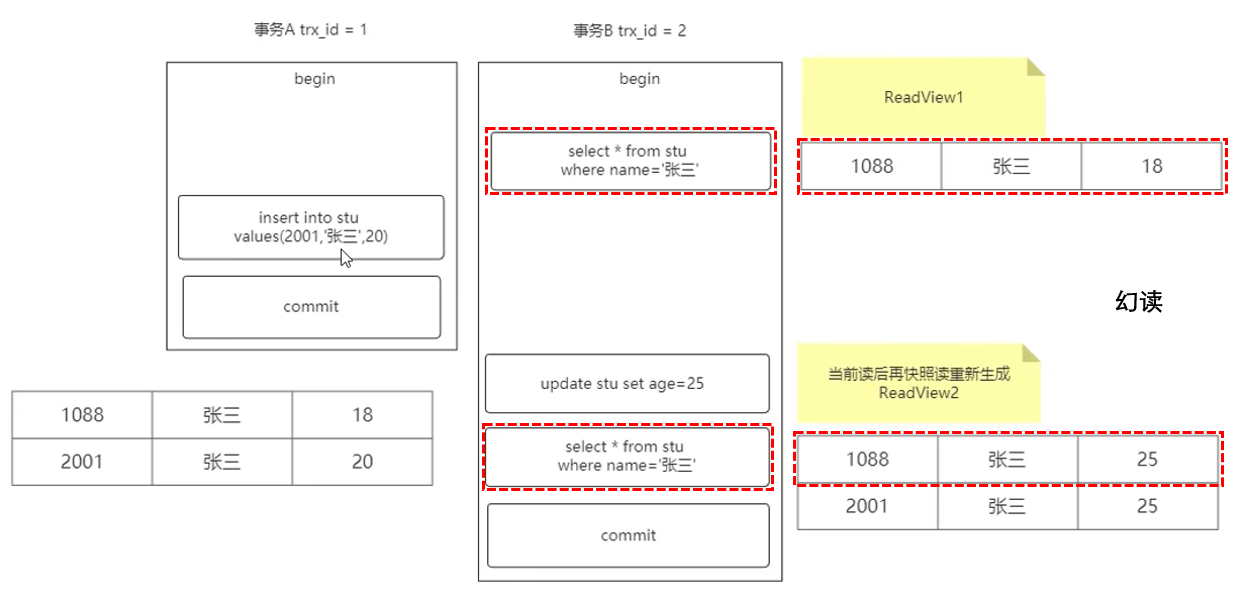 事务A trx_id = 1
begin
insert into stu
values(2001,'张三',20)
commit
1088 张三 18
2001 张三 20
事务B trx_id = 2
begin
select * from stu
where name='张三'
update stu set age=25
select * from stu
where name='张三'
commit
ReadView1
1088 张三 18
幻读
当前读后再快照读重新生成
ReadView2
1088 张三 25
2001 张三 25